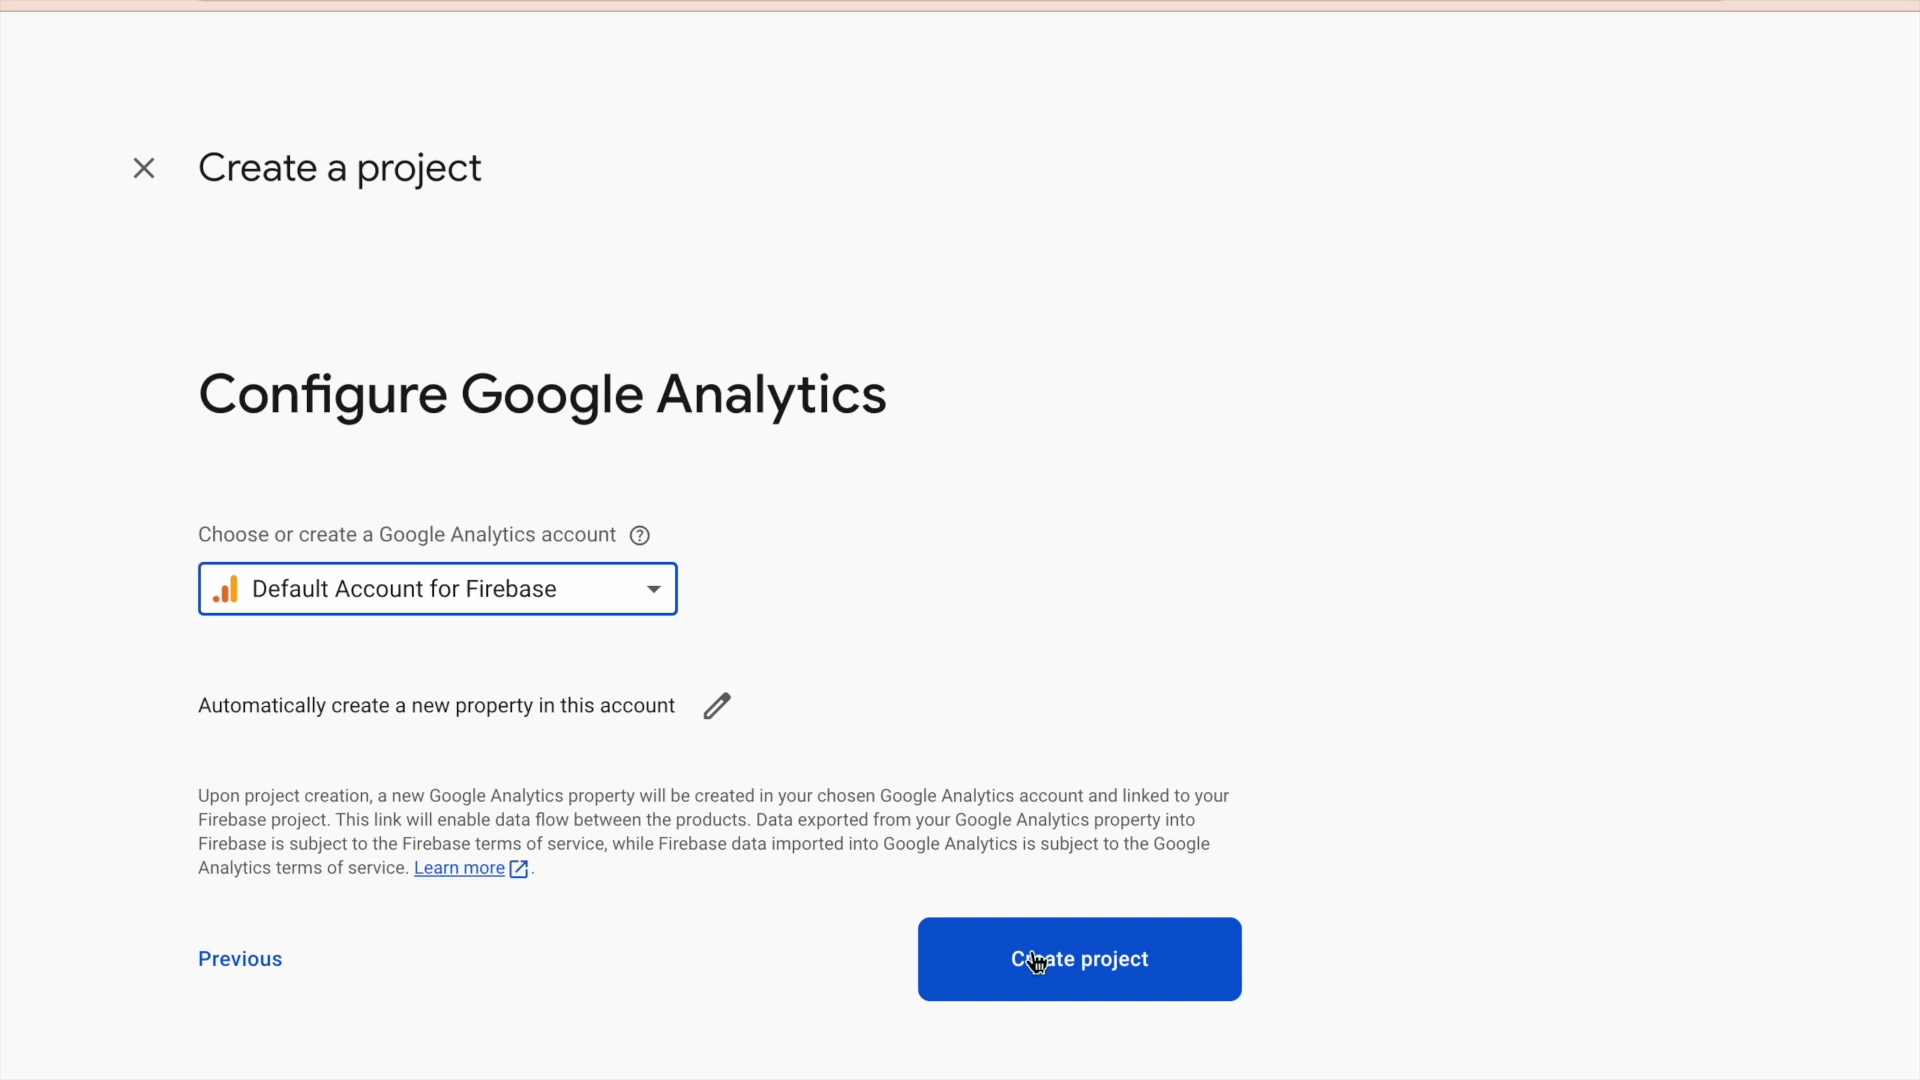 Create a project
Configure Google Analytics
Choose or create a Google Analytics account
Default Account for Firebase
Automatically create a new property in this account
Upon project creation, a new Google Analytics property will be created in your chosen Google Analytics account and linked to your
Firebase project. This link will enable data flow between the products. Data exported from your Google Analytics property into
Firebase is subject to the Firebase terms of service, while Firebase data imported into Google Analytics is subject to the Google
Analytics terms of service. Learn more.
Previous
Create project